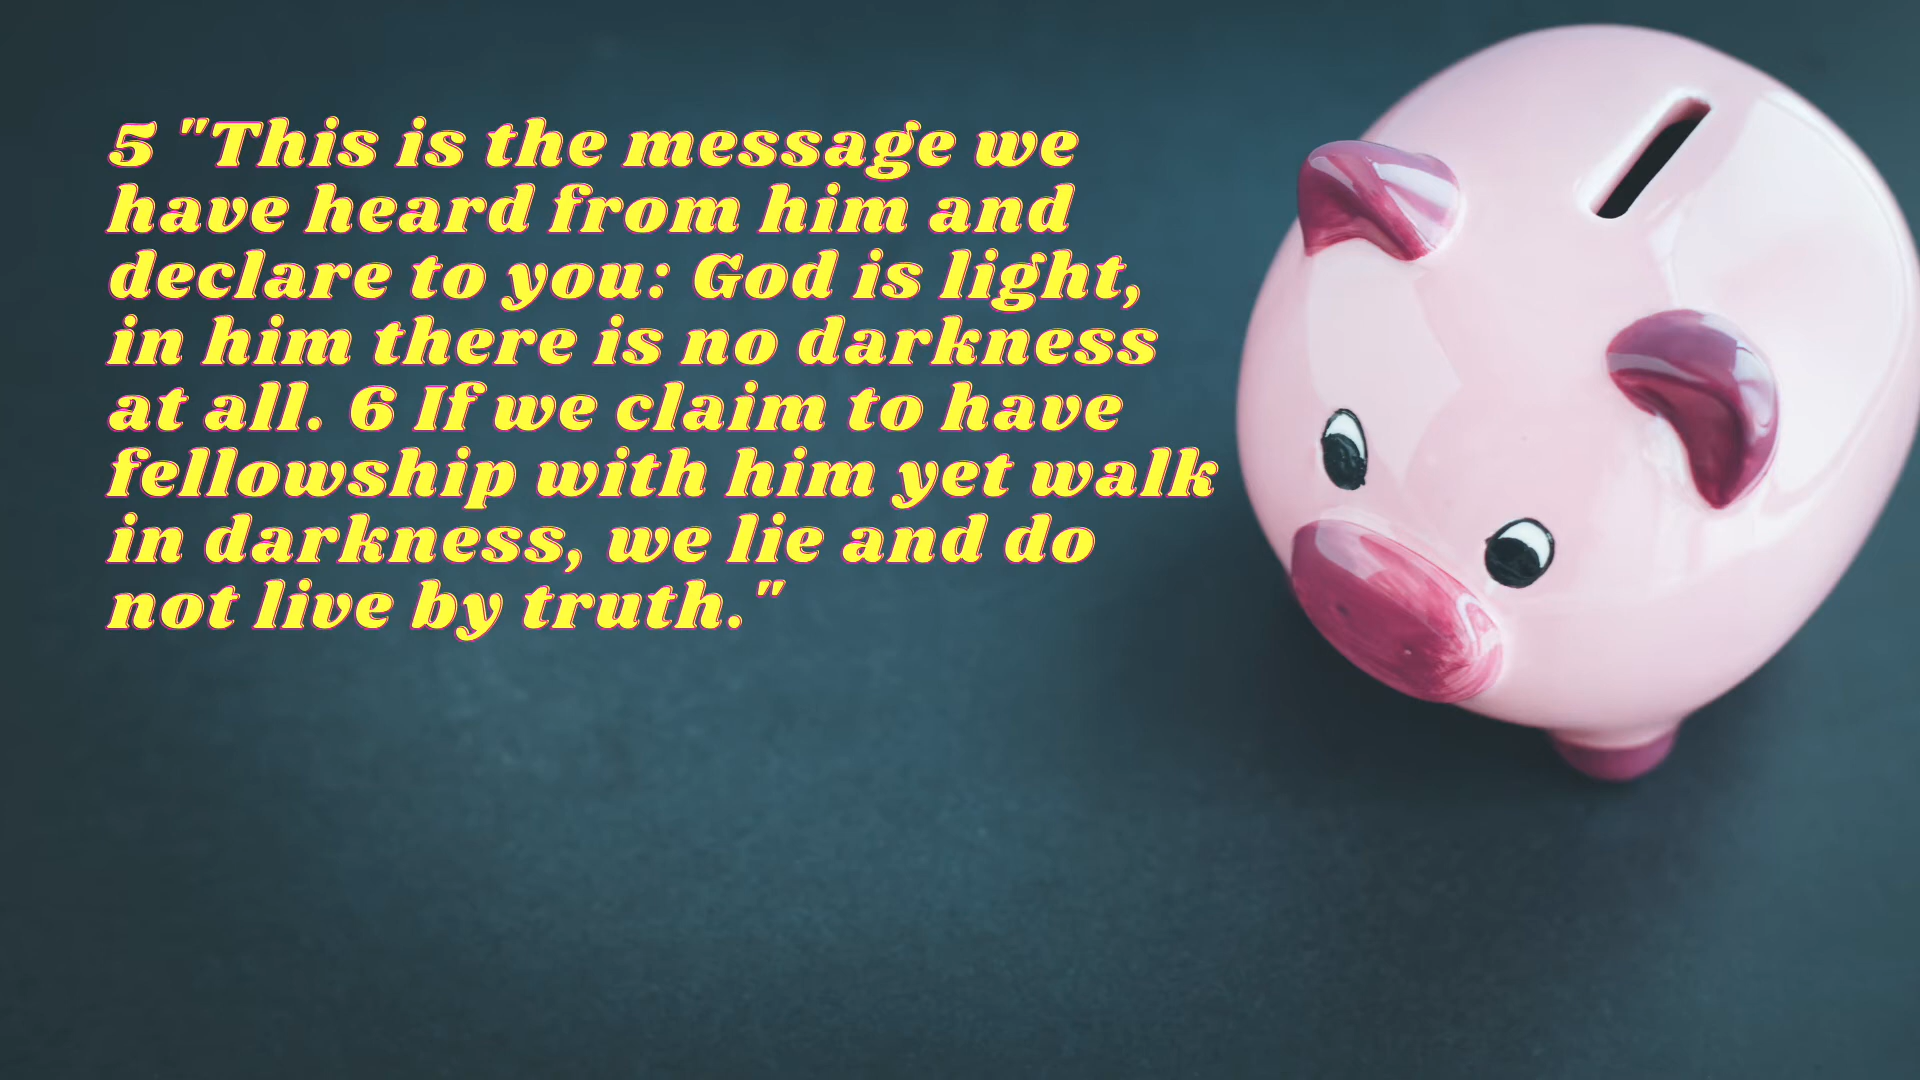 5 "This is the message we
have heard from him and
declare to you: God is light,
in him there is no darkness
at all. 6 If we claim to have
fellowship with him yet walk
in darkness, we lie and do
not live by truth."